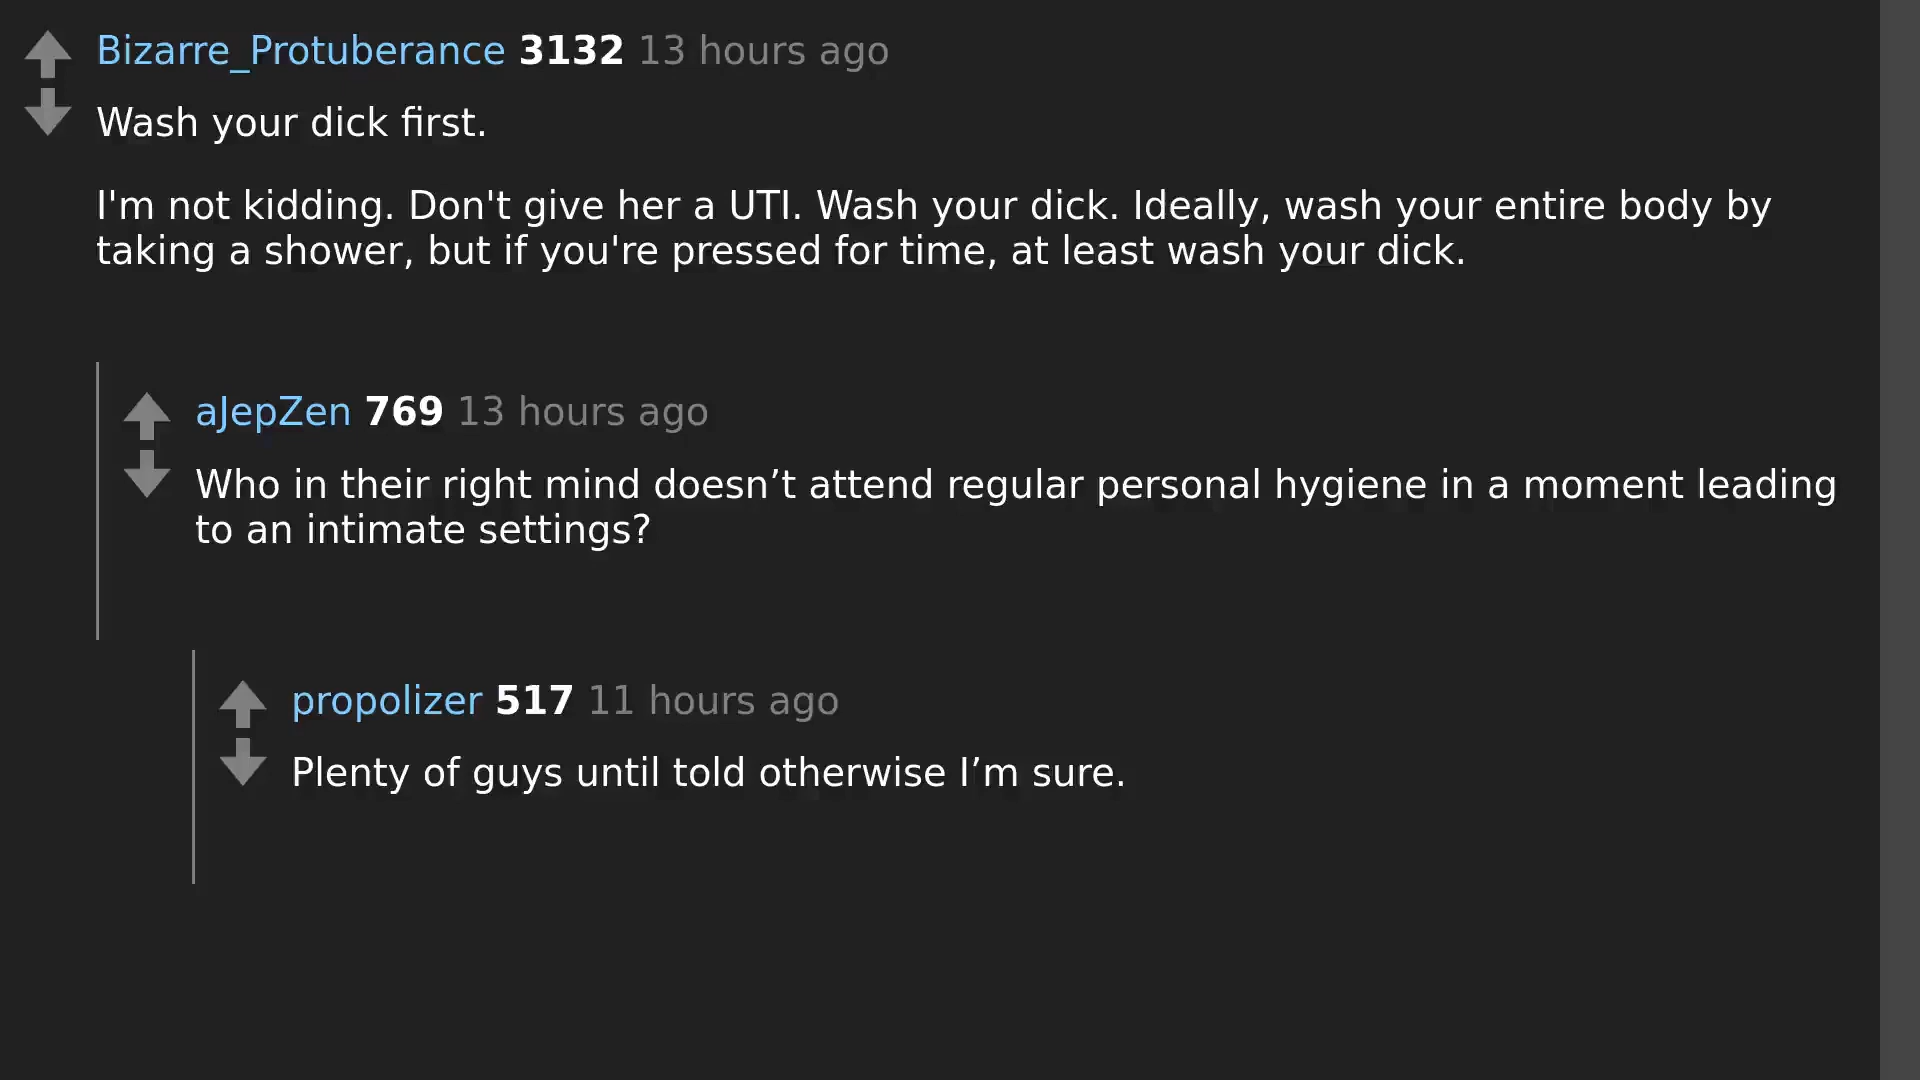 Bizarre_Protuberance 3132 13 hours ago
Wash your dick first.
I'm not kidding. Don't give her a UTI. Wash your dick. Ideally, wash your entire body by
taking a shower, but if you're pressed for time, at least wash your dick.
aJepZen 769 13 hours ago
Who in their right mind doesn’t attend regular personal hygiene in a moment leading
to an intimate settings?
propolizer 517 11 hours ago
Plenty of guys until told otherwise I’m sure.